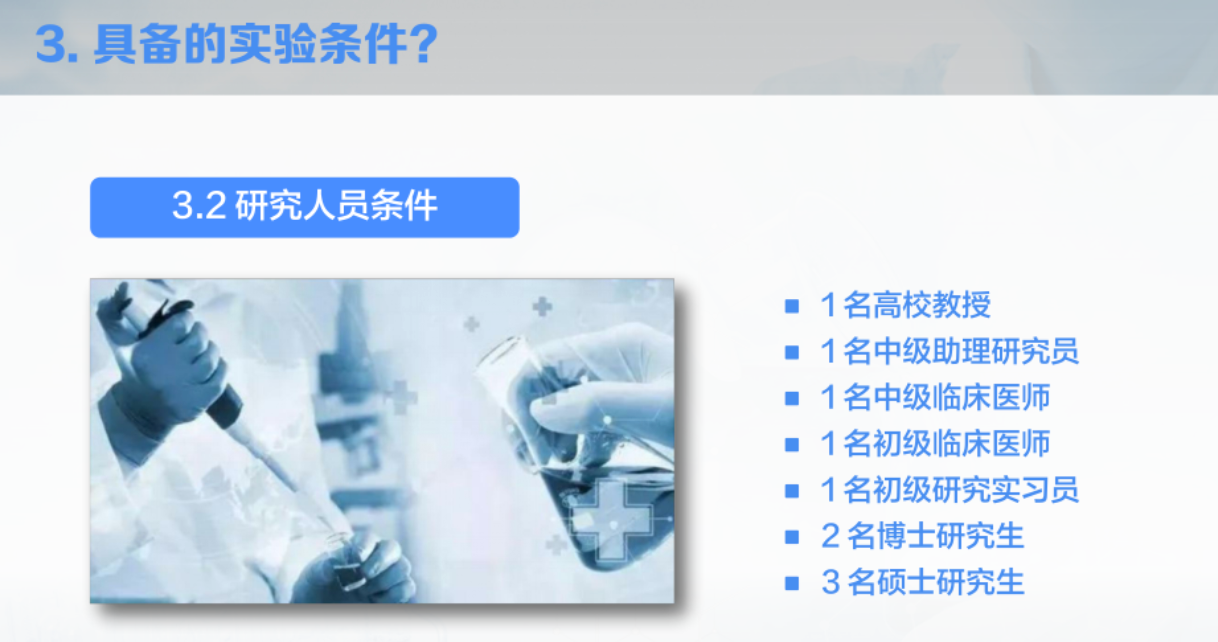 3. 具备的实验条件?
3.2 研究人员条件
■ 1名高校教授
■ 1名中级助理研究员
■ 1名中级临床医师
■ 1名初级临床医师
■ 1名初级研究实习员
■ 2名博士研究生
■ 3名硕士研究生